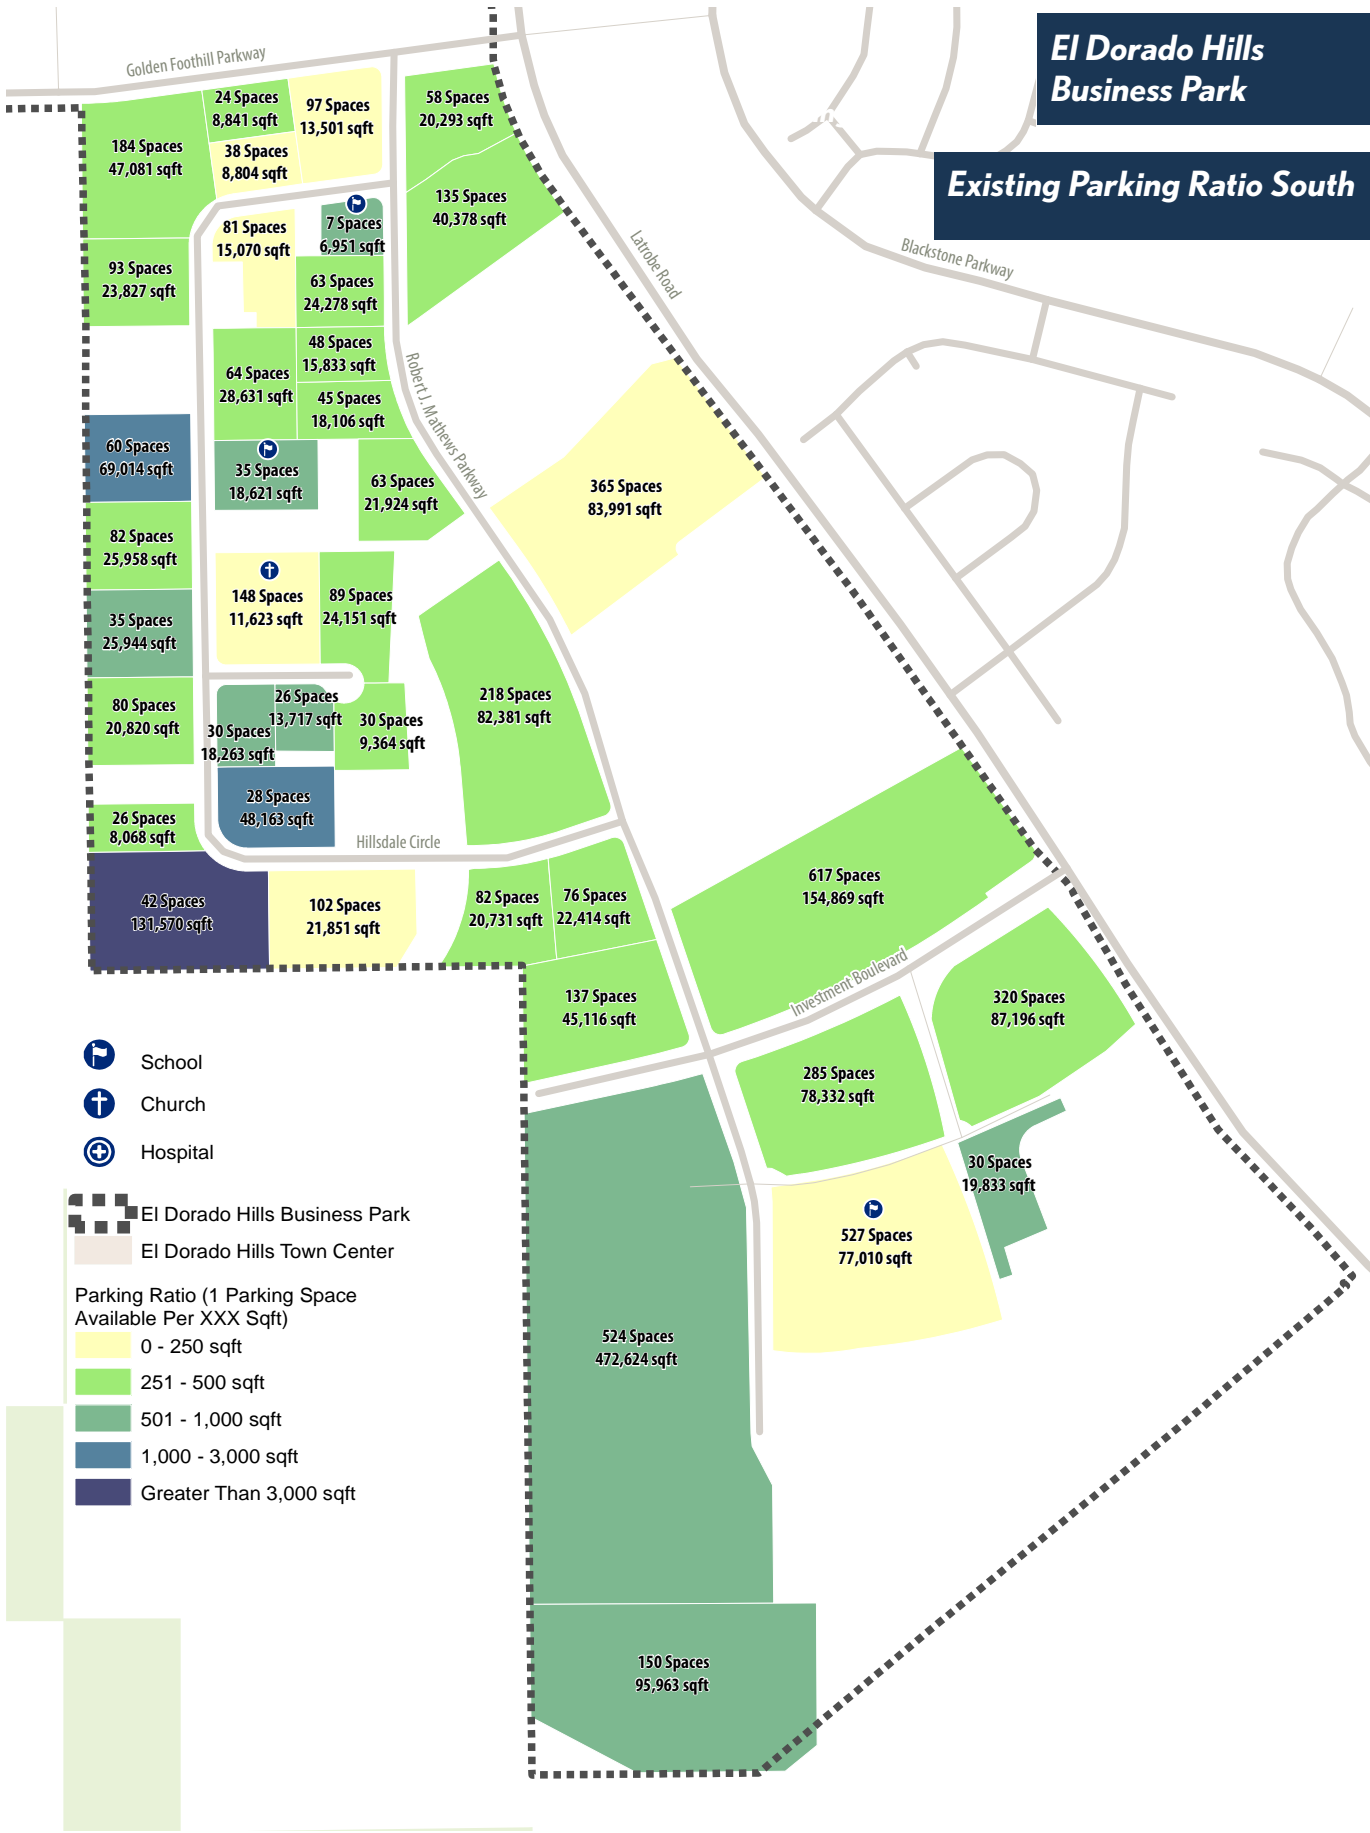 El Dorado Hills
Business Park
Existing Parking Ratio South
Golden Foothill Parkway
24 Spaces
8,841 sqft
97 Spaces
13,501 sqft
58 Spaces
20,293 sqft
184 Spaces
47,081 sqft
38 Spaces
8,804 sqft
135 Spaces
40,378 sqft
81 Spaces
15,070 sqft
7 Spaces
6,951 sqft
Latrobe Road
Blackstone Parkway
93 Spaces
23,827 sqft
63 Spaces
24,278 sqft
48 Spaces
15,833 sqft
64 Spaces
28,631 sqft
45 Spaces
18,106 sqft
Robert J. Mathews Parkway
60 Spaces
69,014 sqft
35 Spaces
18,621 sqft
63 Spaces
21,924 sqft
365 Spaces
83,991 sqft
82 Spaces
25,958 sqft
148 Spaces
11,623 sqft
89 Spaces
24,151 sqft
35 Spaces
25,944 sqft
80 Spaces
20,820 sqft
26 Spaces
13,717 sqft
30 Spaces
18,263 sqft
30 Spaces
9,364 sqft
218 Spaces
82,381 sqft
28 Spaces
48,163 sqft
26 Spaces
8,068 sqft
Hillsdale Circle
42 Spaces
131,570 sqft
102 Spaces
21,851 sqft
82 Spaces
20,731 sqft
76 Spaces
22,414 sqft
617 Spaces
154,869 sqft
Investment Boulevard
137 Spaces
45,116 sqft
320 Spaces
87,196 sqft
285 Spaces
78,332 sqft
30 Spaces
19,833 sqft
527 Spaces
77,010 sqft
524 Spaces
472,624 sqft
150 Spaces
95,963 sqft
School
Church
Hospital
El Dorado Hills Business Park
El Dorado Hills Town Center
Parking Ratio (1 Parking Space
Available Per XXX Sqft)
0 - 250 sqft
251 - 500 sqft
501 - 1,000 sqft
1,000 - 3,000 sqft
Greater Than 3,000 sqft